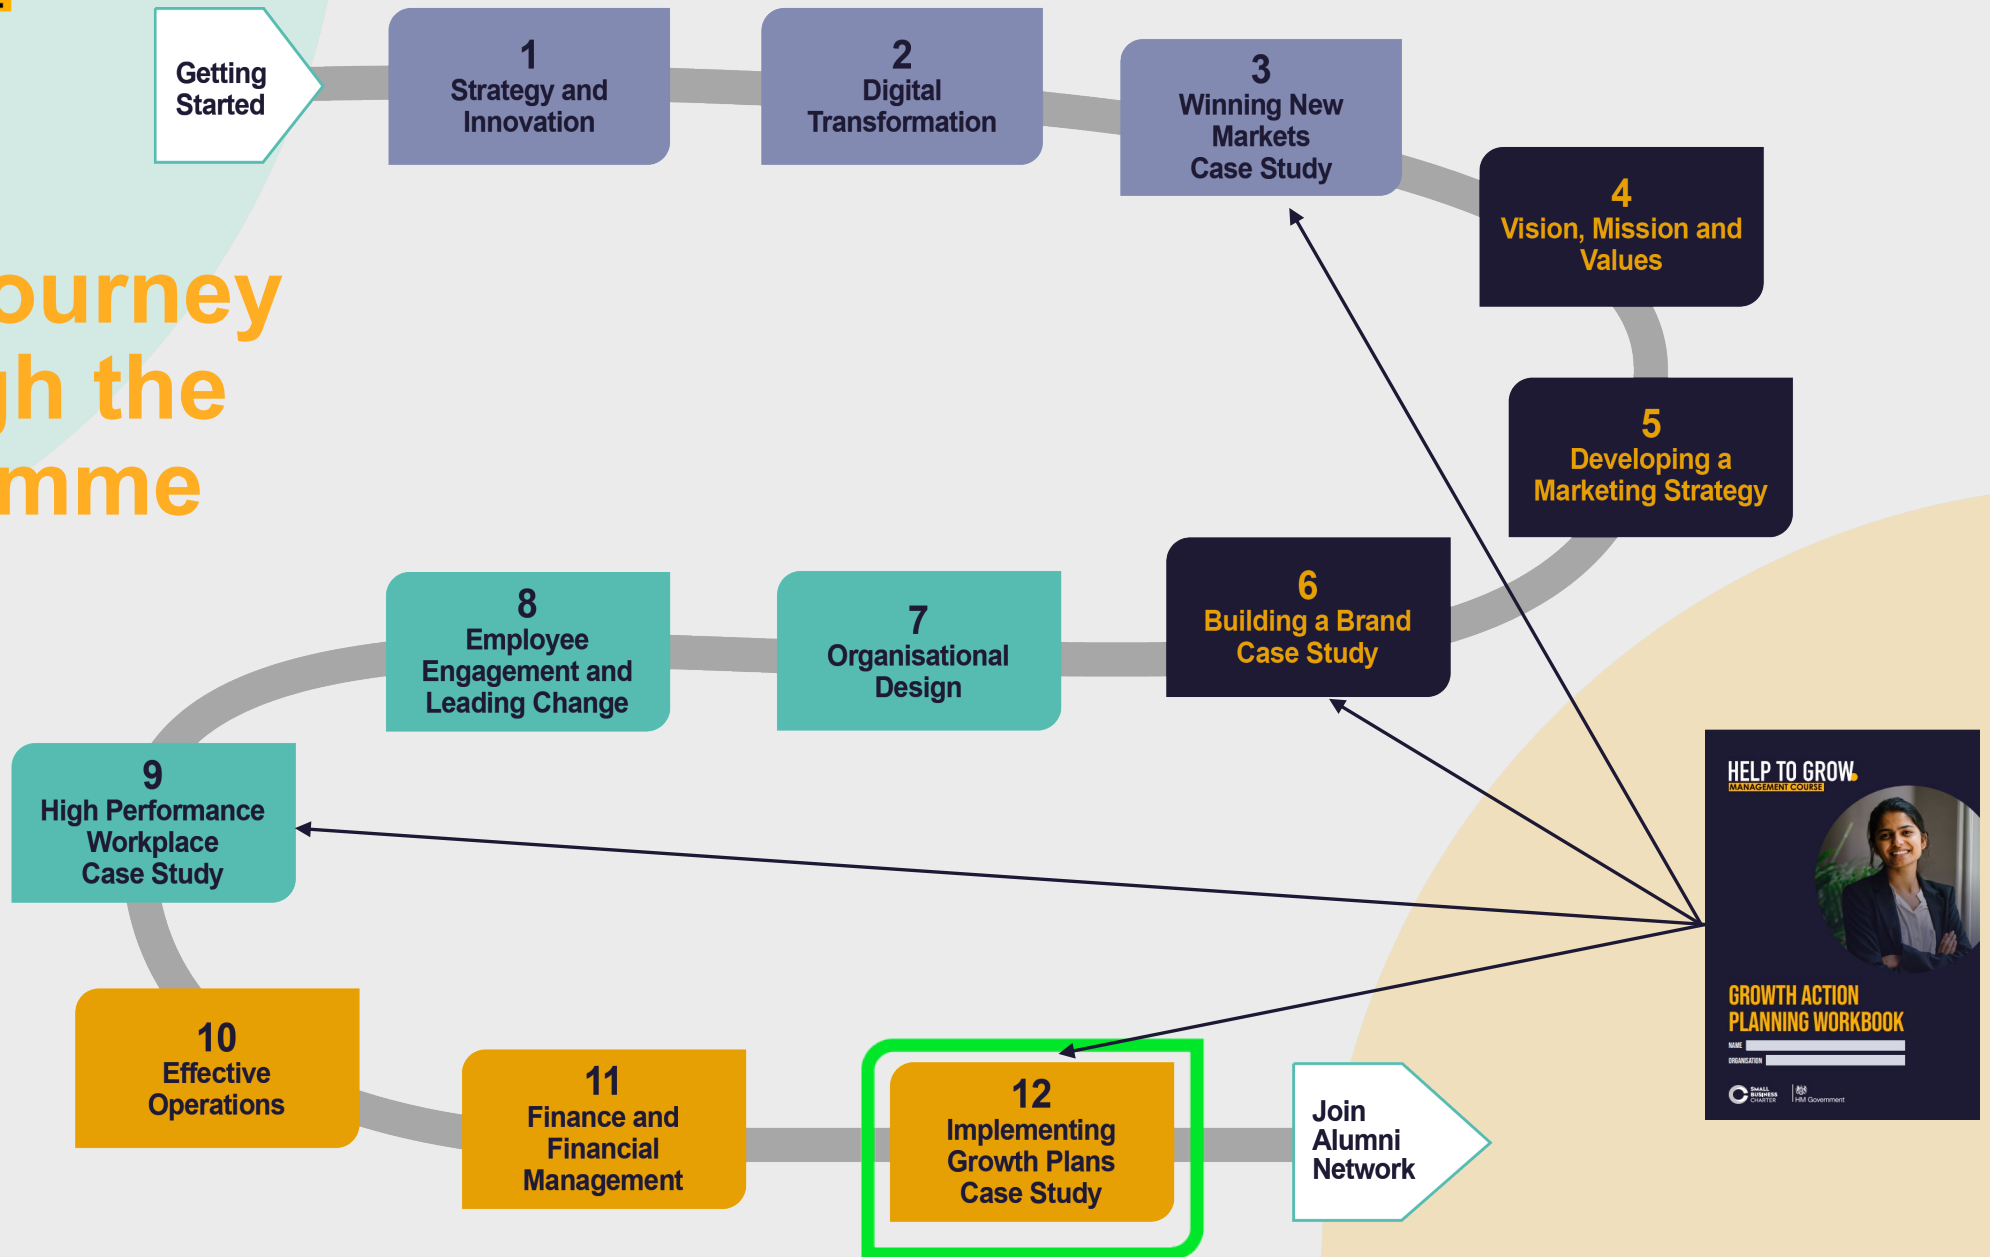 Getting
Started
1
Strategy and
Innovation
2
Digital
Transformation
3
Winning New
Markets
Case Study
4
Vision, Mission and
Values
ourney
gh the
mme
5
Developing a
Marketing Strategy
6
Building a Brand
Case Study
7
Organisational
Design
8
Employee
Engagement and
Leading Change
9
High Performance
Workplace
Case Study
10
Effective
Operations
11
Finance and
Financial
Management
12
Implementing
Growth Plans
Case Study
Join
Alumni
Network
HELP TO GROW
MANAGEMENT COURSE
GROWTH ACTION
PLANNING WORKBOOK
NAME
ORGANISATION
SMALL
BUSINESS
CHARTER
HM Government